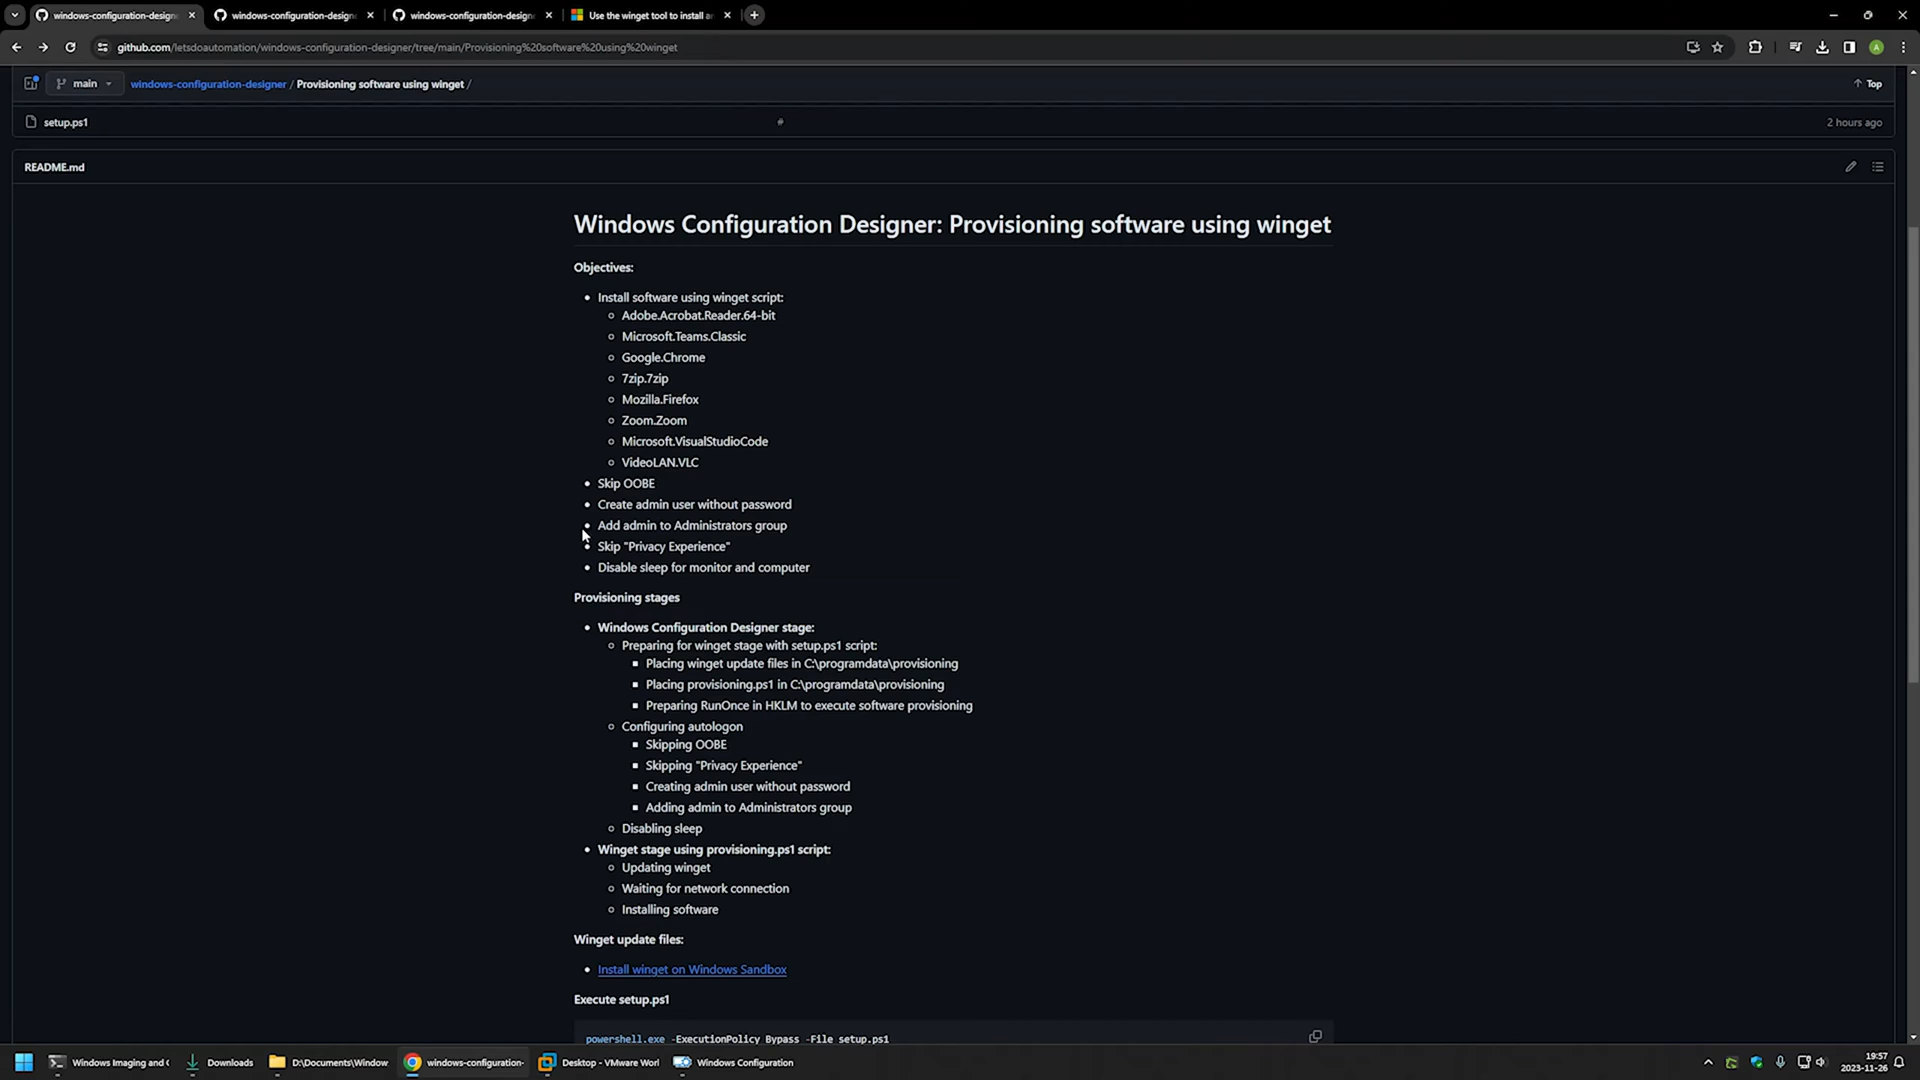 windows-configuration-design
windows-configuration-design
windows-configuration-design
Use the winget tool to install a
github.com/letsdoautomation/windows-configuration-designer/tree/main/Provisioning%20software%20using%20winget
A
main
windows-configuration-designer / Provisioning software using winget /
Top
setup.ps1
#
2 hours ago
README.md
Windows Configuration Designer: Provisioning software using winget
Objectives:
Install software using winget script:
Adobe.Acrobat.Reader.64-bit
Microsoft.Teams.Classic
Google.Chrome
7zip.7zip
Mozilla.Firefox
Zoom.Zoom
Microsoft.VisualStudioCode
VideoLAN.VLC
Skip OOBE
Create admin user without password
Add admin to Administrators group
Skip "Privacy Experience"
Disable sleep for monitor and computer
Provisioning stages
Windows Configuration Designer stage:
Preparing for winget stage with setup.ps1 script:
Placing winget update files in C:\programdata\provisioning
Placing provisioning.ps1 in C:\programdata\provisioning
Preparing RunOnce in HKLM to execute software provisioning
Configuring autologon
Skipping OOBE
Skipping "Privacy Experience"
Creating admin user without password
Adding admin to Administrators group
Disabling sleep
Winget stage using provisioning.ps1 script:
Updating winget
Waiting for network connection
Installing software
Winget update files:
Install winget on Windows Sandbox
Execute setup.ps1
powershell.exe -ExecutionPolicy Bypass -File setup.ps1
Windows Imaging and C
Downloads
D:\Documents\Window
windows-configuration-
Desktop - VMware Worl
Windows Configuration
19:57
2023-11-26